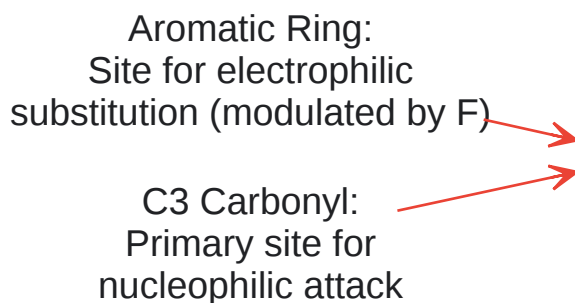 Aromatic Ring:
Site for electrophilic
substitution (modulated by F)
C3 Carbonyl:
Primary site for
nucleophilic attack